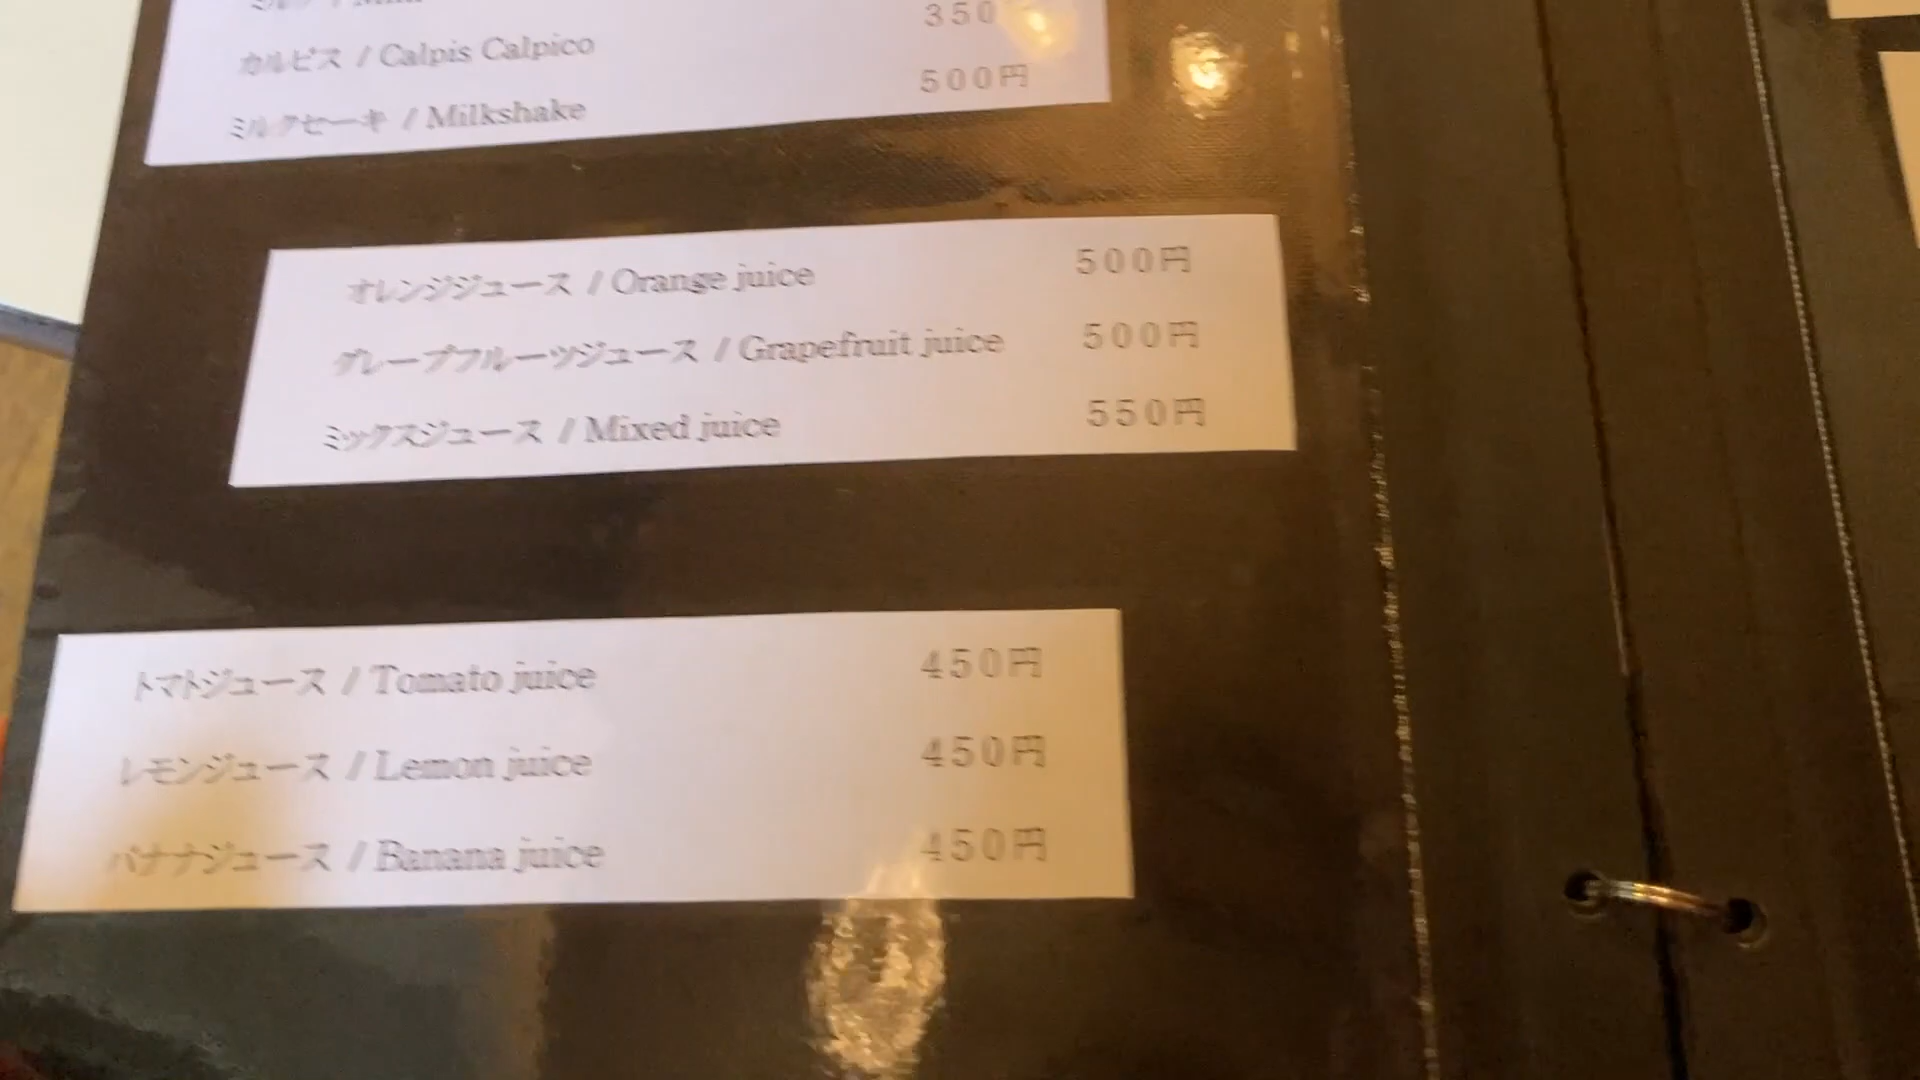 ミルク / Milk
カルピス / Calpis Calpico 350
ミルクセーキ / Milkshake 500円
オレンジジュース / Orange juice 500円
グレープフルーツジュース / Grapefruit juice 500円
ミックスジュース / Mixed juice 550円
トマトジュース / Tomato juice 450円
レモンジュース / Lemon juice 450円
バナナジュース / Banana juice 450円